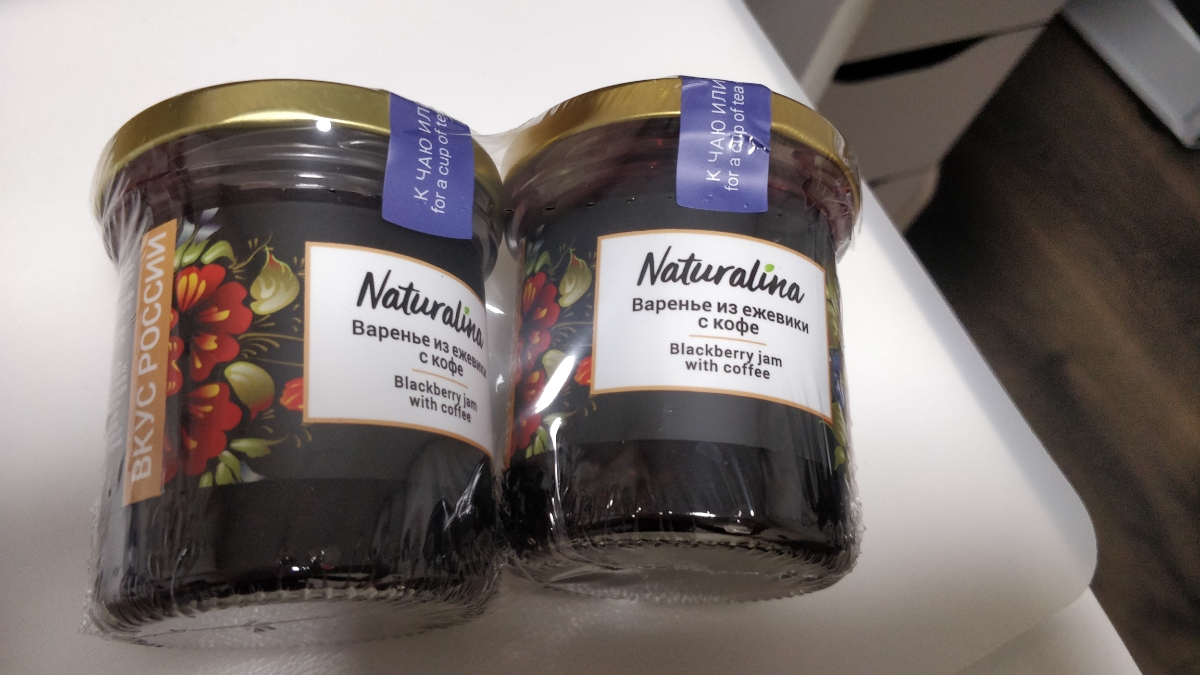 К ЧАЮ ИЛИ
for a cup of tea
ВКУС РОССИИ
Naturalina
Варенье из ежевики
с кофе
Blackberry jam
with coffee
К ЧАЮ ИЛИ
for a cup of tea
Naturalina
Варенье из ежевики
с кофе
Blackberry jam
with coffee